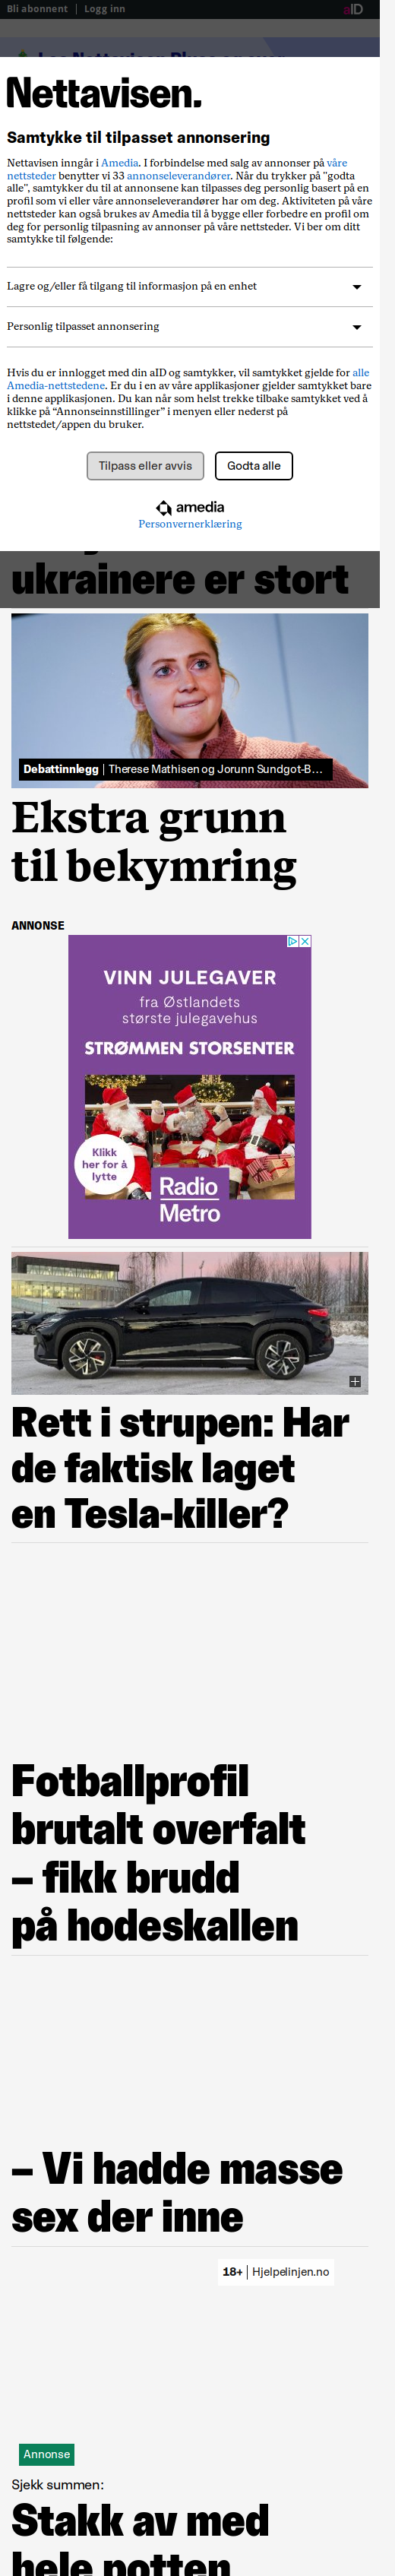 Bli abonnent | Logg inn
aID
Nettavisen.
Samtykke til tilpasset annonsering
Nettavisen inngår i Amedia. I forbindelse med salg av annonser på våre
nettsteder benytter vi 33 annonseleverandører. Når du trykker på "godta
alle", samtykker du til at annonsene kan tilpasses deg personlig basert på en
profil som vi eller våre annonseleverandører har om deg. Aktiviteten på våre
nettsteder kan også brukes av Amedia til å bygge eller forbedre en profil om
deg for personlig tilpasning av annonser på våre nettsteder. Vi ber om ditt
samtykke til følgende:
Lagre og/eller få tilgang til informasjon på en enhet
Personlig tilpasset annonsering
Hvis du er innlogget med din aID og samtykker, vil samtykket gjelde for alle
Amedia-nettstedene. Er du i en av våre applikasjoner gjelder samtykket bare
i denne applikasjonen. Du kan når som helst trekke tilbake samtykket ved å
klikke på “Annonseinnstillinger” i menyen eller nederst på
nettstedet/appen du bruker.
Tilpass eller avvis
Godta alle
amedia
Personvernerklæring
ukrainere er stort
Debattinnlegg | Therese Mathisen og Jorunn Sundgot-B…
Ekstra grunn
til bekymring
ANNONSE
VINN JULEGAVER
fra Østlandets
største julegavehus
STRØMMEN STORSENTER
Klikk
her for å
lytte
Radio
Metro
Rett i strupen: Har
de faktisk laget
en Tesla-killer?
Fotballprofil
brutalt overfalt
– fikk brudd
på hodeskallen
– Vi hadde masse
sex der inne
18+ | Hjelpelinjen.no
Annonse
Sjekk summen:
Stakk av med
hele potten